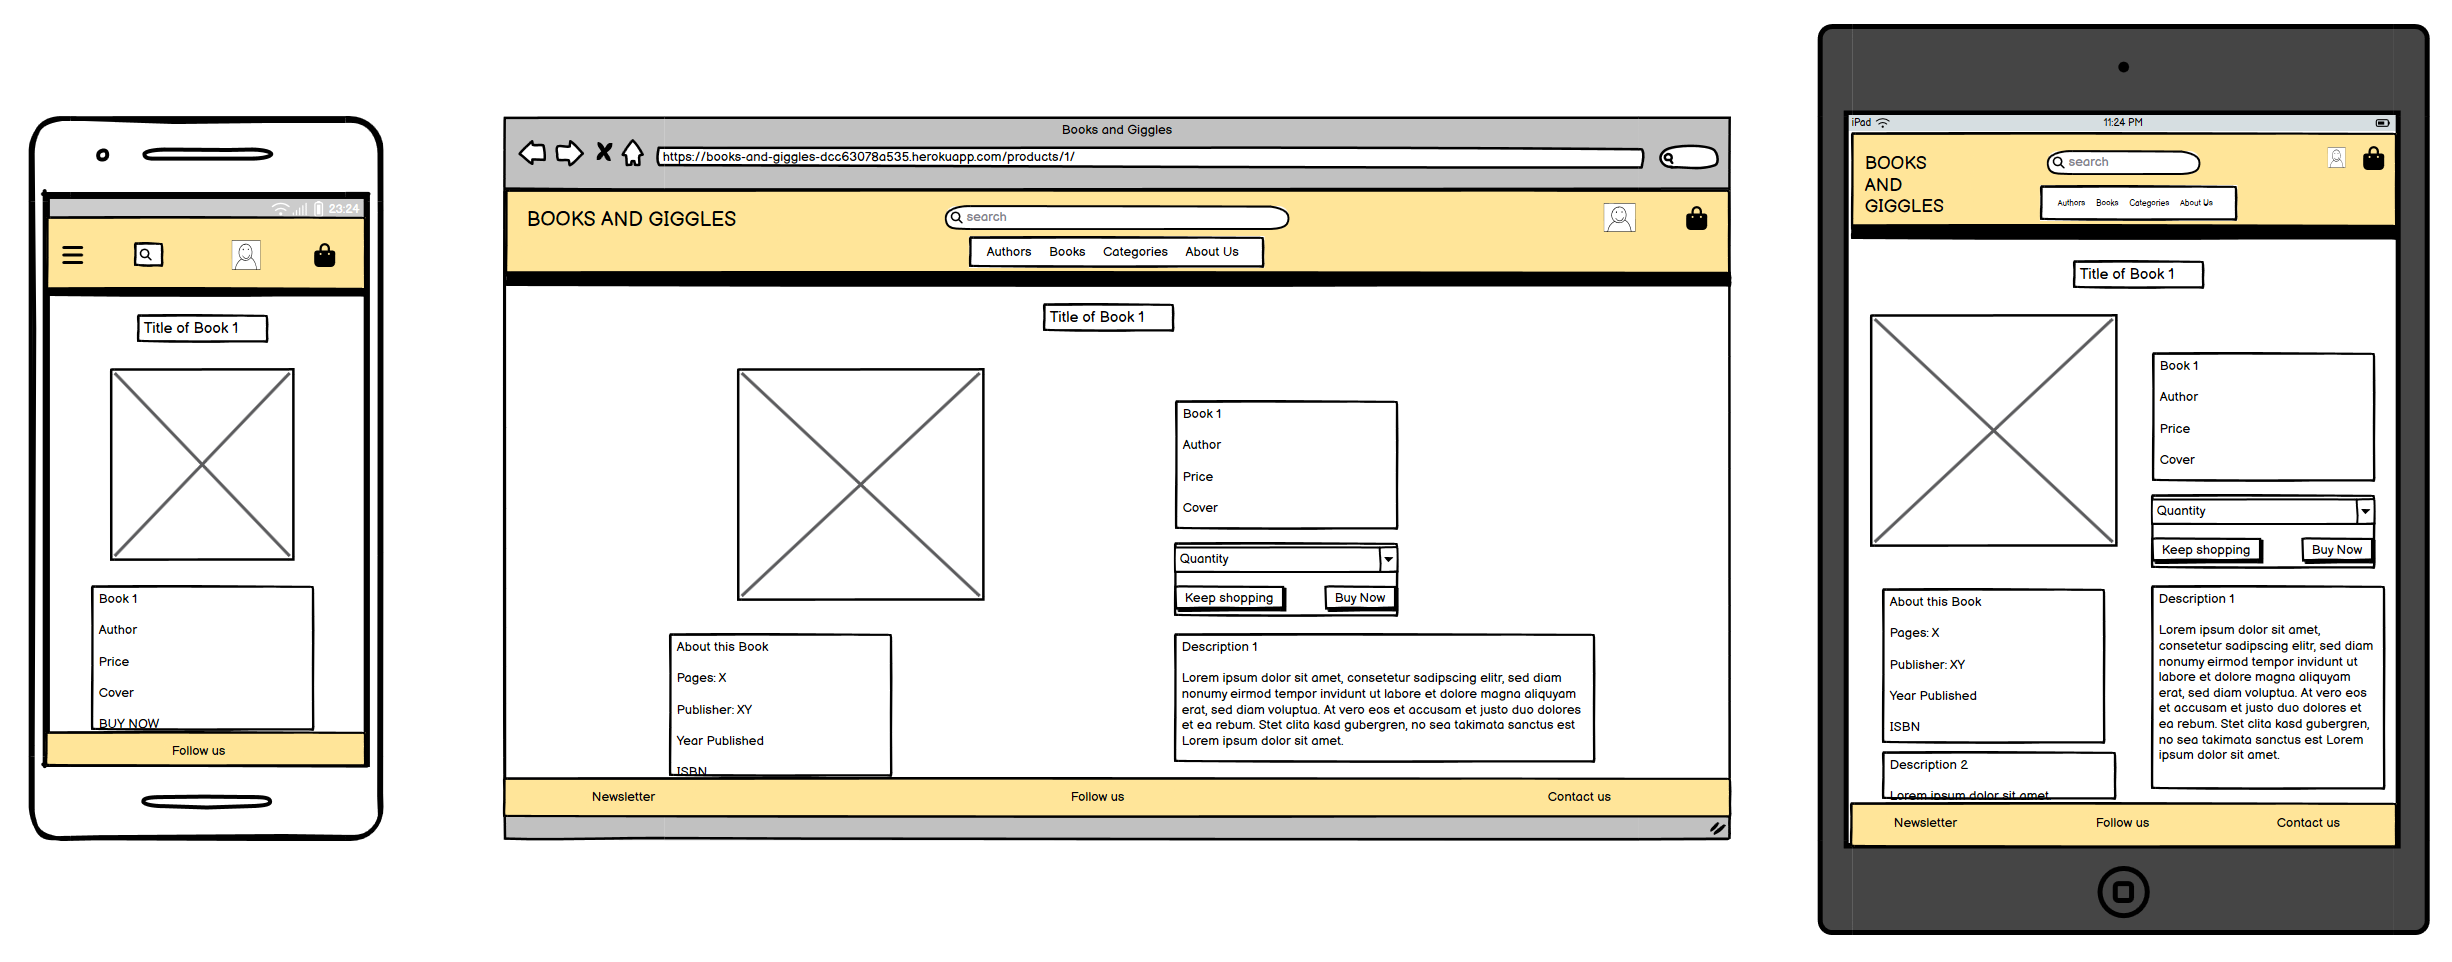 23:24
Title of Book 1
Book 1
Author
Price
Cover
BUY NOW
Follow us
Books and Giggles
https://books-and-giggles-dcc63078a535.herokuapp.com/products/1/
BOOKS AND GIGGLES
search
Authors Books Categories About Us
Title of Book 1
Book 1
Author
Price
Cover
Quantity
Keep shopping
Buy Now
About this Book
Pages: X
Publisher: XY
Year Published
ISBN
Description 1
Lorem ipsum dolor sit amet, consetetur sadipscing elitr, sed diam
nonumy eirmod tempor invidunt ut labore et dolore magna aliquyam
erat, sed diam voluptua. At vero eos et accusam et justo duo dolores
et ea rebum. Stet clita kasd gubergren, no sea takimata sanctus est
Lorem ipsum dolor sit amet.
Newsletter
Follow us
Contact us
iPad
11:24 PM
BOOKS
AND
GIGGLES
search
Authors Books Categories About Us
Title of Book 1
Book 1
Author
Price
Cover
Quantity
Keep shopping
Buy Now
About this Book
Pages: X
Publisher: XY
Year Published
ISBN
Description 2
Lorem ipsum dolor sit amet,
Description 1
Lorem ipsum dolor sit amet,
consetetur sadipscing elitr, sed diam
nonumy eirmod tempor invidunt ut
labore et dolore magna aliquyam
erat, sed diam voluptua. At vero eos
et accusam et justo duo dolores et
ea rebum. Stet clita kasd gubergren,
no sea takimata sanctus est Lorem
ipsum dolor sit amet.
Newsletter
Follow us
Contact us